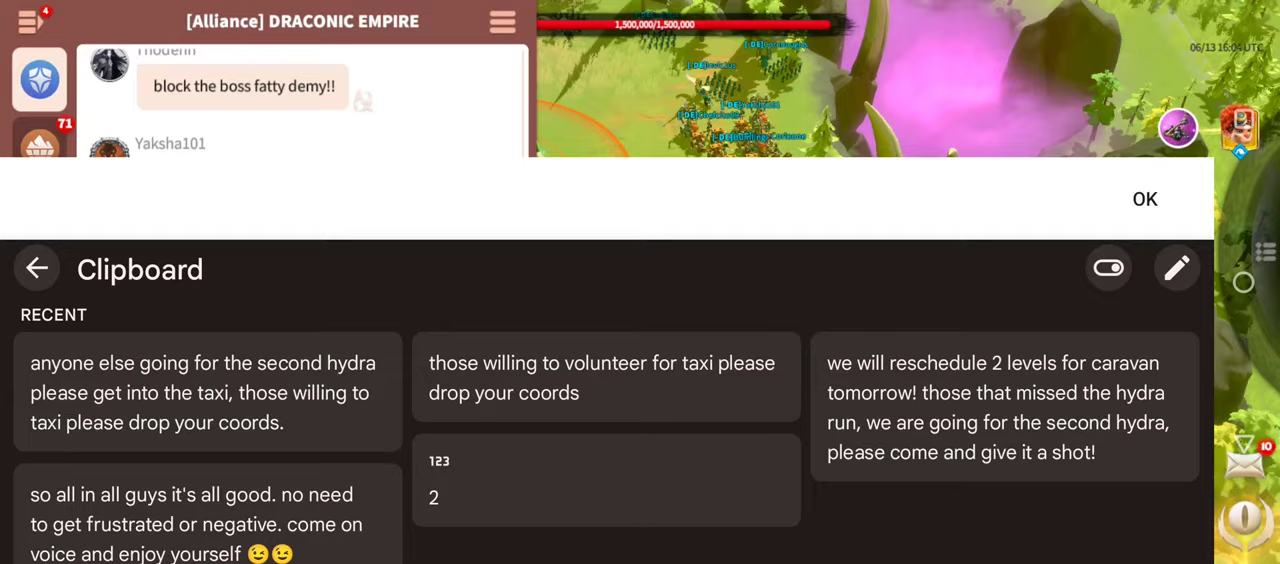 4
[Alliance] DRACONIC EMPIRE
1,500,000/1,500,000
06/13 16:04 UTC
block the boss fatty demy!!
71
Yaksha101
OK
Clipboard
RECENT
anyone else going for the second hydra
please get into the taxi, those willing to
taxi please drop your coords.
so all in all guys it's all good. no need
to get frustrated or negative. come on
voice and enjoy yourself 😉😉
those willing to volunteer for taxi please
drop your coords
123
2
we will reschedule 2 levels for caravan
tomorrow! those that missed the hydra
run, we are going for the second hydra,
please come and give it a shot!
10